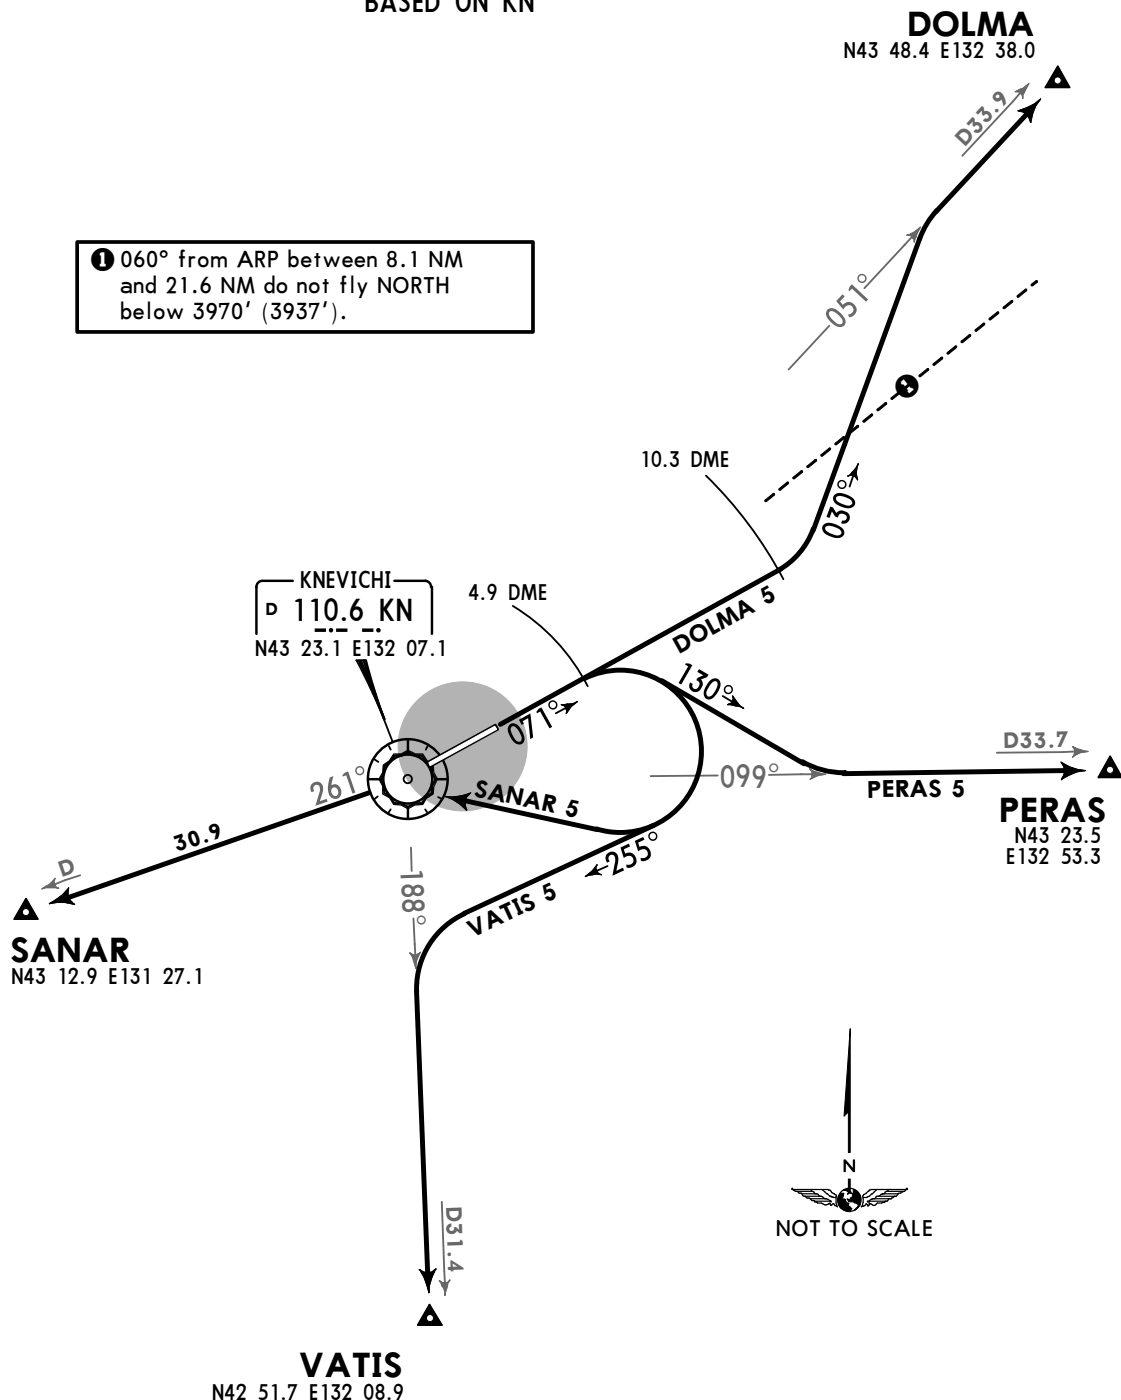 BASED ON KN
DOLMA
N43 48.4 E132 38.0
D33.9
1 060° from ARP between 8.1 NM
and 21.6 NM do not fly NORTH
below 3970' (3937').
051°
10.3 DME
030°
KNEVICHI
D 110.6 KN
N43 23.1 E132 07.1
4.9 DME
DOLMA 5
130°
071°
D33.7
099°
PERAS 5
PERAS
N43 23.5
E132 53.3
261°
SANAR 5
30.9
D
255°
188°
VATIS 5
SANAR
N43 12.9 E131 27.1
N
NOT TO SCALE
D31.4
VATIS
N42 51.7 E132 08.9